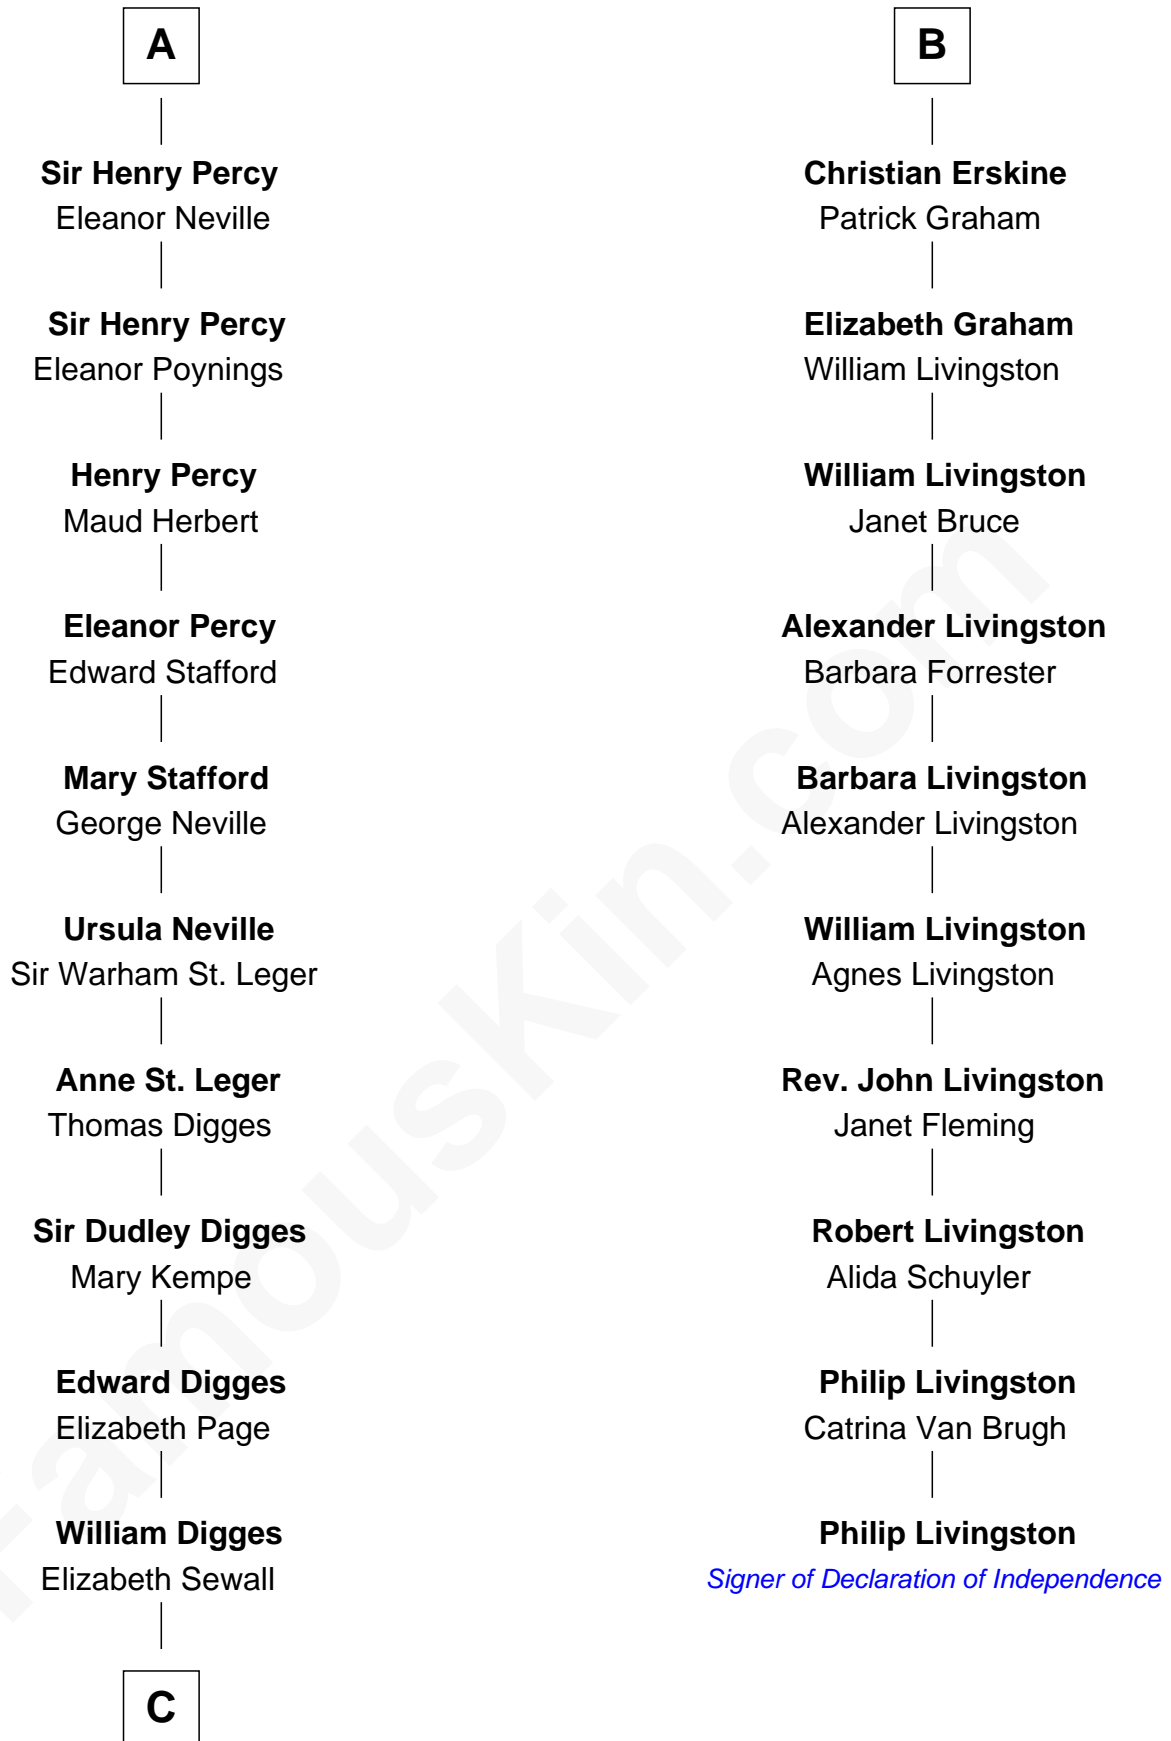 A
Sir Henry Percy
Eleanor Neville
Sir Henry Percy
Eleanor Poynings
Henry Percy
Maud Herbert
Eleanor Percy
Edward Stafford
Mary Stafford
George Neville
Ursula Neville
Sir Warham St. Leger
Anne St. Leger
Thomas Digges
Sir Dudley Digges
Mary Kempe
Edward Digges
Elizabeth Page
William Digges
Elizabeth Sewall
C
B
Christian Erskine
Patrick Graham
Elizabeth Graham
William Livingston
William Livingston
Janet Bruce
Alexander Livingston
Barbara Forrester
Barbara Livingston
Alexander Livingston
William Livingston
Agnes Livingston
Rev. John Livingston
Janet Fleming
Robert Livingston
Alida Schuyler
Philip Livingston
Catrina Van Brugh
Philip Livingston
Signer of Declaration of Independence
FamousKin.com